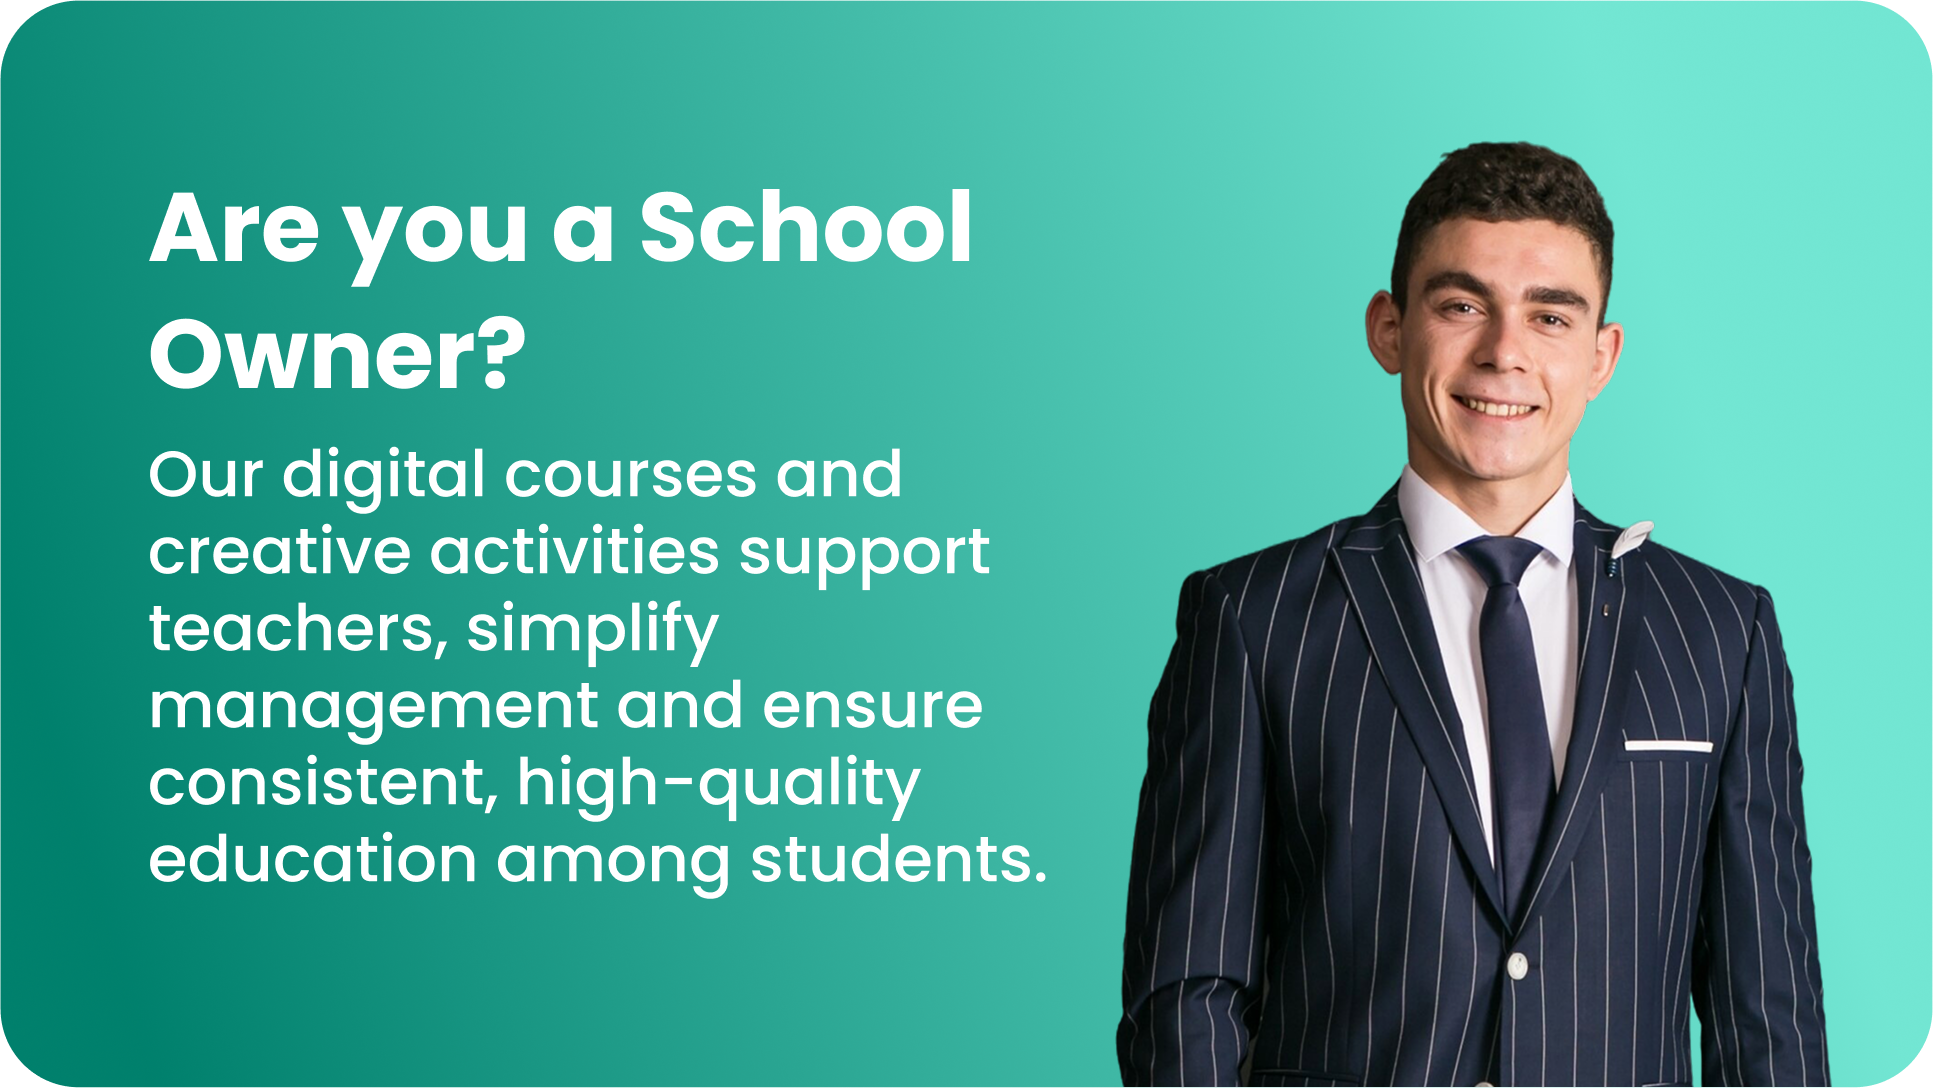 Are you a School
Owner?
Our digital courses and
creative activities support
teachers, simplify
management and ensure
consistent, high-quality
education among students.